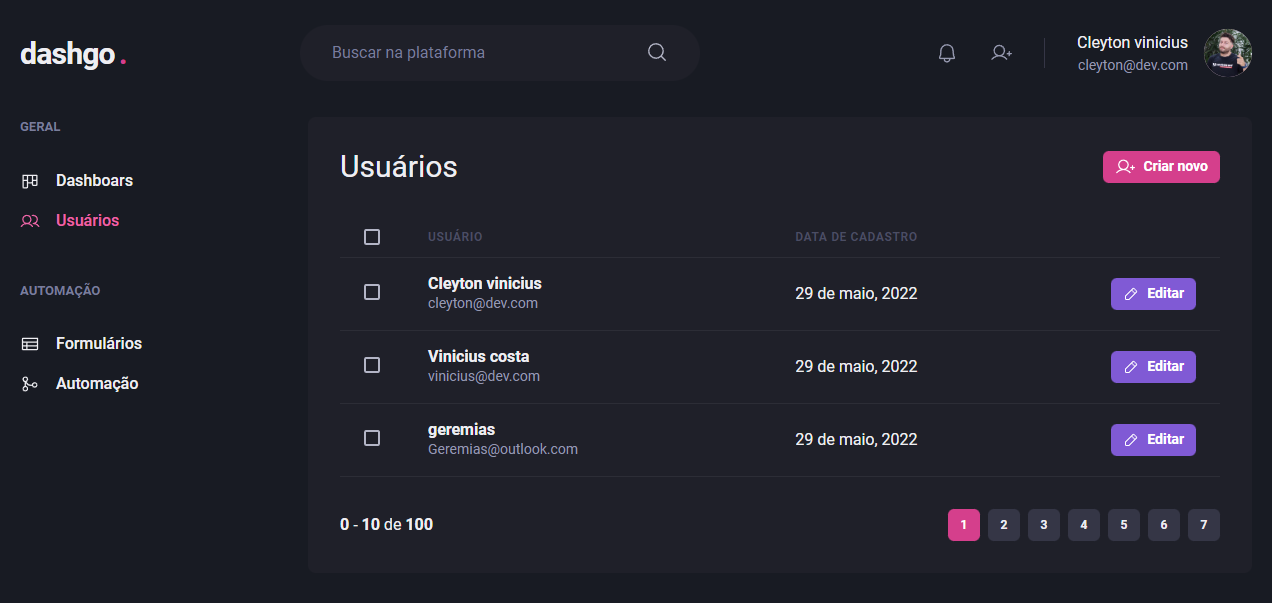 dashgo.
Buscar na plataforma
Cleyton vinicius
cleyton@dev.com
GERAL
Dashboars
Usuários
AUTOMAÇÃO
Formulários
Automação
Usuários
Criar novo
USUÁRIO DATA DE CADASTRO
Cleyton vinicius
cleyton@dev.com
29 de maio, 2022
Editar
Vinicius costa
vinicius@dev.com
29 de maio, 2022
Editar
geremias
Geremias@outlook.com
29 de maio, 2022
Editar
0 - 10 de 100
1 2 3 4 5 6 7